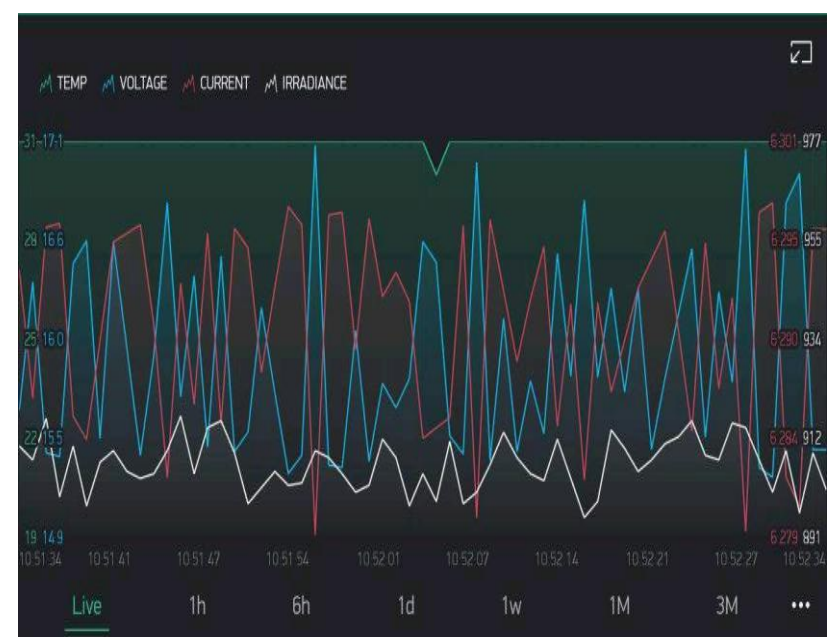 TEMP VOLTAGE CURRENT IRRADIANCE
31 17.1 6.301 977
28 16.6 6.295 955
25 16.0 6.290 934
22 15.5 6.284 912
19 14.9 6.279 891
10:51:34 10:51:41 10:51:47 10:51:54 10:52:01 10:52:07 10:52:14 10:52:21 10:52:27 10:52:34
Live 1h 6h 1d 1w 1M 3M •••